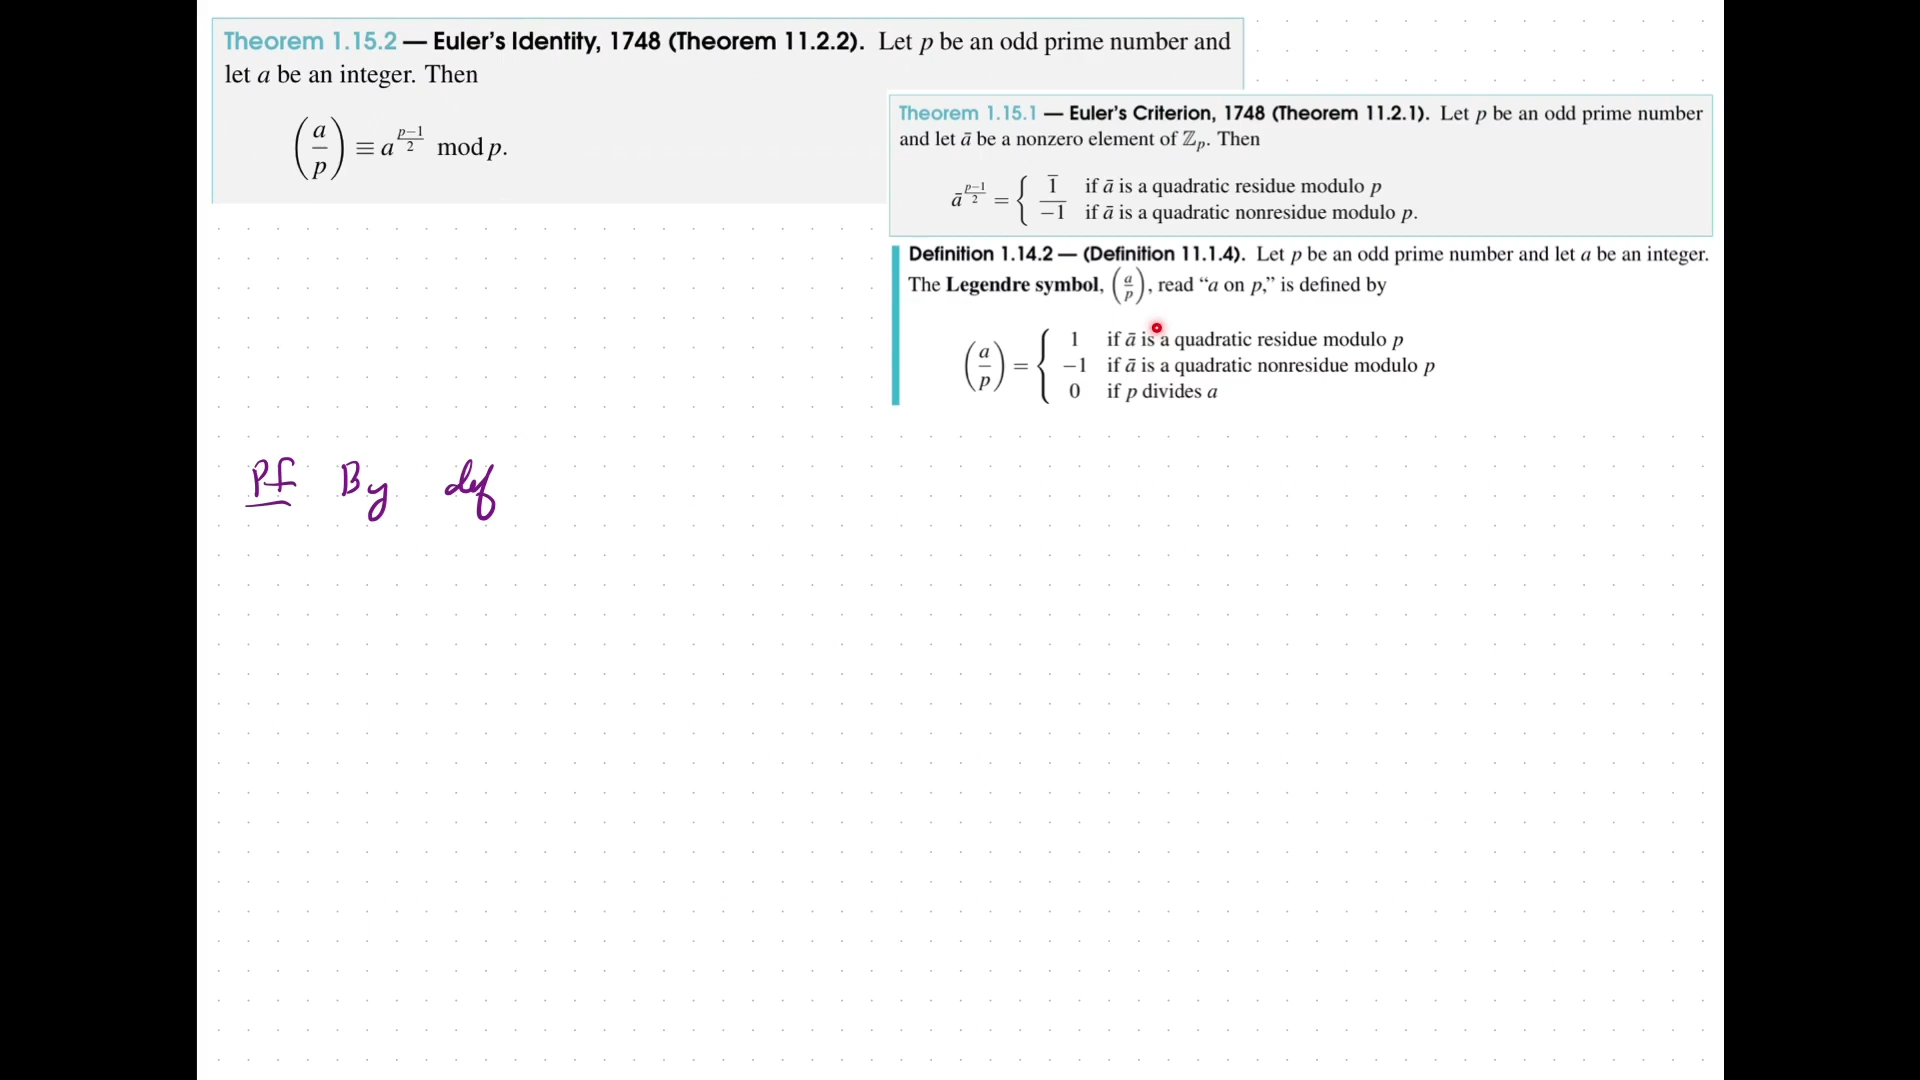 Theorem 1.15.2 — Euler's Identity, 1748 (Theorem 11.2.2). Let p be an odd prime number and
let a be an integer. Then
(a/p) ≡ a^{(p−1)/2} mod p.
Theorem 1.15.1 — Euler's Criterion, 1748 (Theorem 11.2.1). Let p be an odd prime number
and let ā be a nonzero element of ℤ_p. Then
ā^{(p−1)/2} = { 1̄ if ā is a quadratic residue modulo p
\overline{−1} if ā is a quadratic nonresidue modulo p.
Definition 1.14.2 — (Definition 11.1.4). Let p be an odd prime number and let a be an integer.
The Legendre symbol, (a/p), read “a on p,” is defined by
(a/p) = { 1 if ā is a quadratic residue modulo p
−1 if ā is a quadratic nonresidue modulo p
0 if p divides a
Pf By def